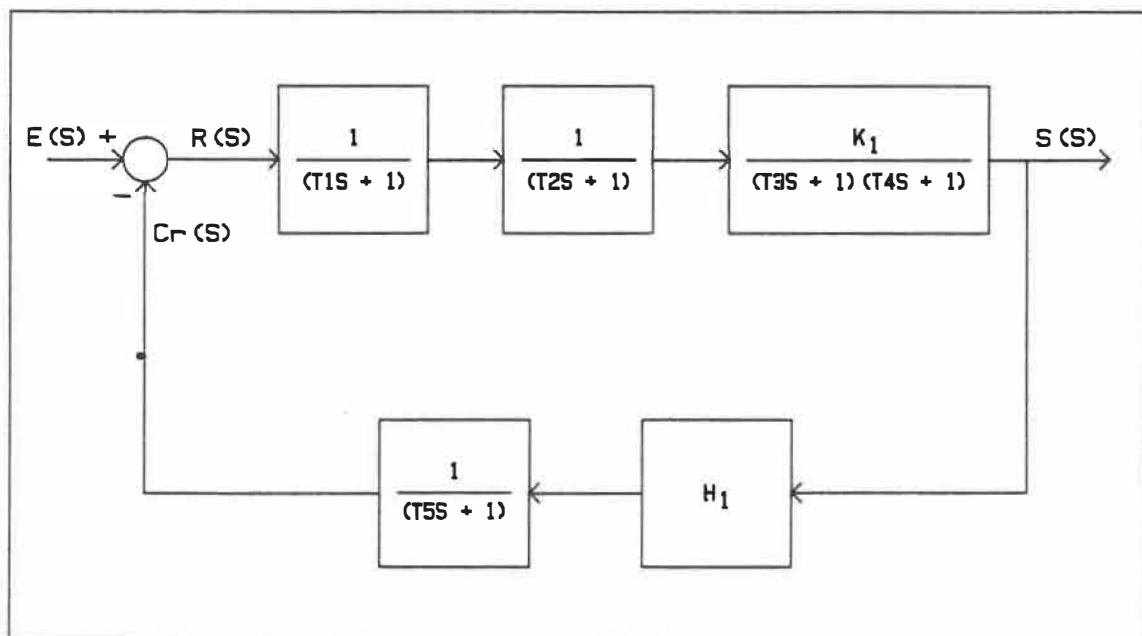 E(S) +
R(S)
1
(T1S + 1)
1
(T2S + 1)
K1
(T3S + 1)(T4S + 1)
S(S)
−
Cr(S)
1
(T5S + 1)
H1